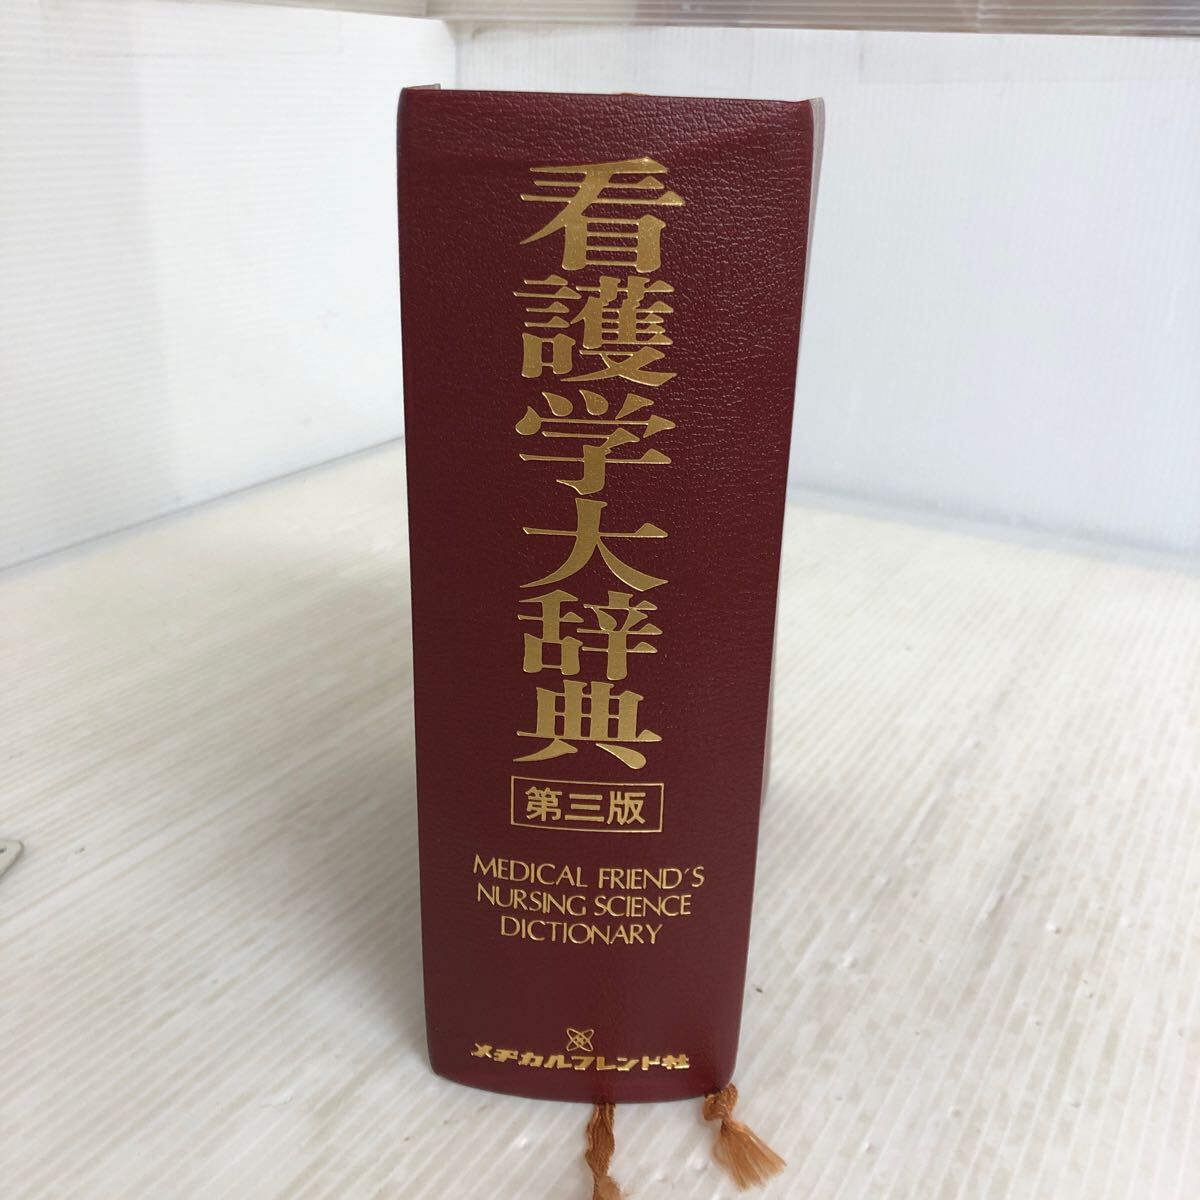 看護学大辞典
第三版
MEDICAL FRIEND'S
NURSING SCIENCE
DICTIONARY
メヂカルフレンド社